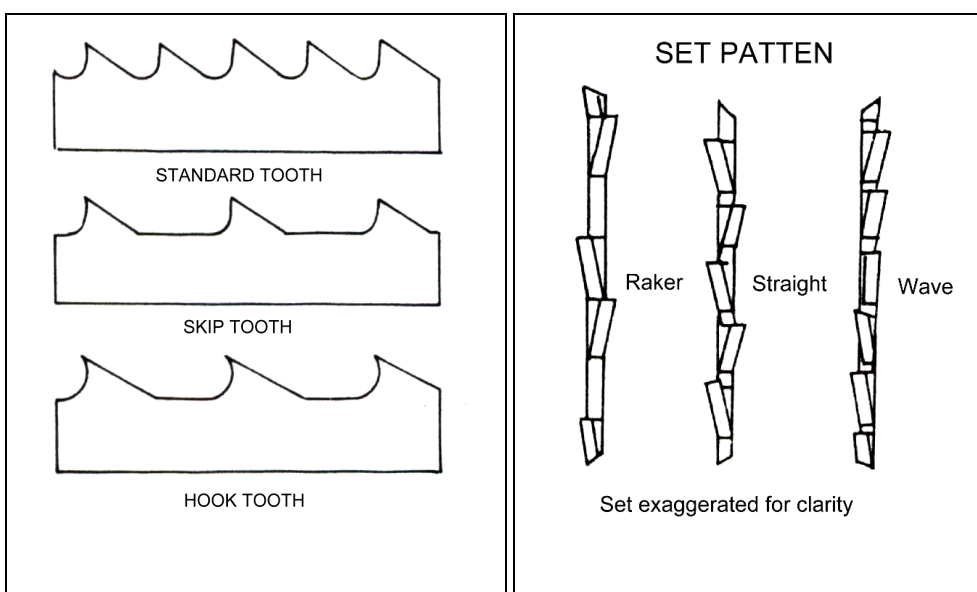 STANDARD TOOTH
SKIP TOOTH
HOOK TOOTH
SET PATTEN
Raker
Straight
Wave
Set exaggerated for clarity